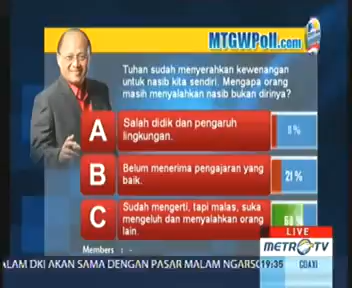 MTGWPoll.com
Tuhan sudah menyerahkan kewenangan
untuk nasib kita sendiri. Mengapa orang
masih menyalahkan nasib bukan dirinya?
A
Salah didik dan pengaruh
lingkungan.
B
Belum menerima pengajaran yang
baik.
21 %
C
Sudah mengerti, tapi malas, suka
mengeluh dan menyalahkan orang
lain.
Members : -
LIVE
METRO TV
ALAM DKI AKAN SAMA DENGAN PASAR MALAM NGARSO
19:35